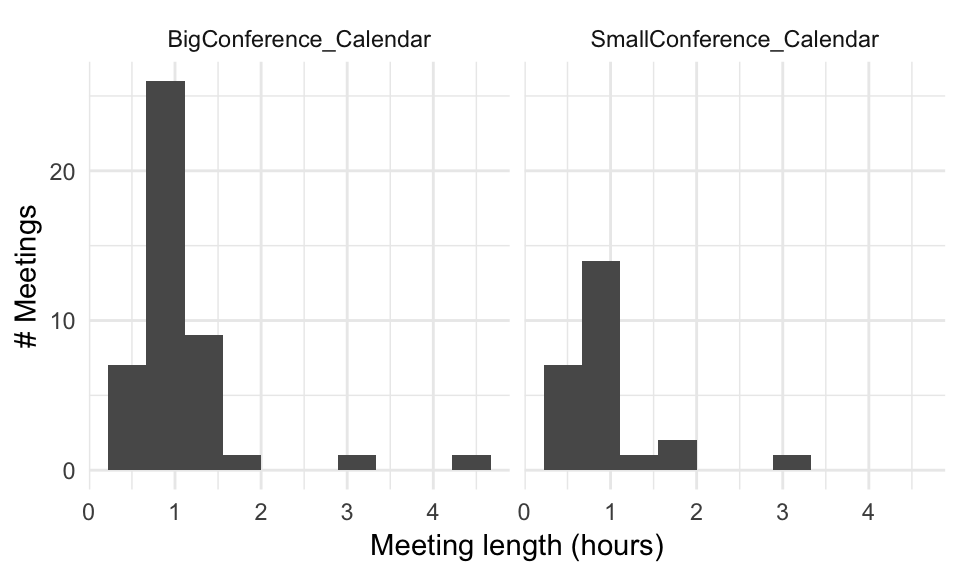 BigConference_Calendar
SmallConference_Calendar
# Meetings
20
10
0
0 1 2 3 4
0 1 2 3 4
Meeting length (hours)